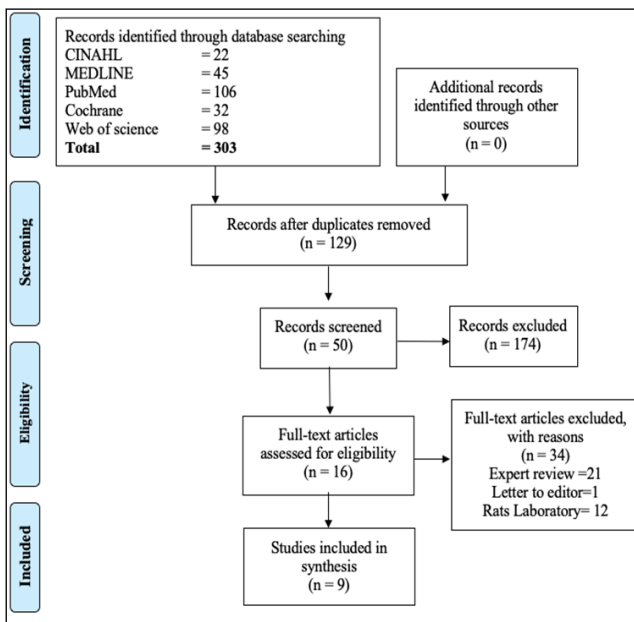 Identification
Records identified through database searching
CINAHL = 22
MEDLINE = 45
PubMed = 106
Cochrane = 32
Web of science = 98
Total = 303
Additional records
identified through other
sources
(n = 0)
Screening
Records after duplicates removed
(n = 129)
Records screened
(n = 50)
Records excluded
(n = 174)
Eligibility
Full-text articles
assessed for eligibility
(n = 16)
Full-text articles excluded,
with reasons
(n = 34)
Expert review =21
Letter to editor=1
Rats Laboratory= 12
Included
Studies included in
synthesis
(n = 9)